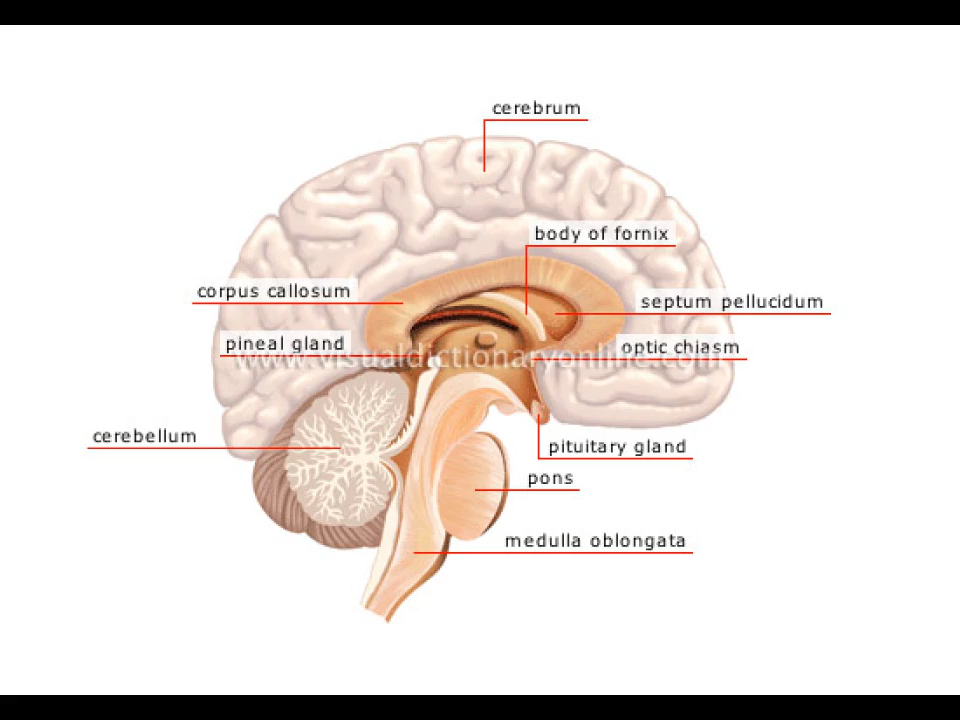 cerebrum
body of fornix
corpus callosum
septum pellucidum
pineal gland
optic chiasm
www.visualdictionaryonline.com
cerebellum
pituitary gland
pons
medulla oblongata